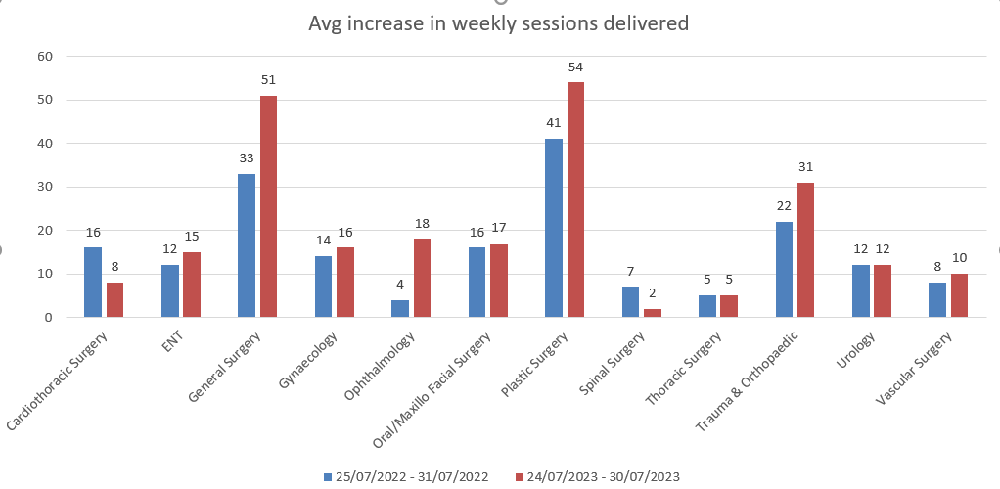 Avg increase in weekly sessions delivered
60
50
40
30
20
10
0
16
8
12
15
33
51
14
16
4
18
16
17
41
54
7
2
5
5
22
31
12
12
8
10
Cardiothoracic Surgery
ENT
General Surgery
Gynaecology
Ophthalmology
Oral/Maxillo Facial Surgery
Plastic Surgery
Spinal Surgery
Thoracic Surgery
Trauma & Orthopaedic
Urology
Vascular Surgery
25/07/2022 - 31/07/2022
24/07/2023 - 30/07/2023